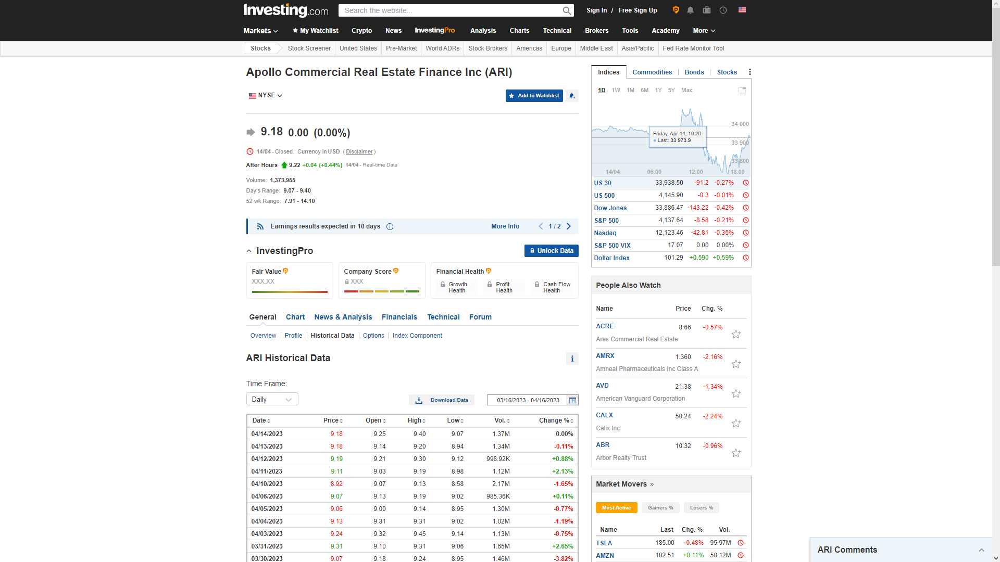 Investing.com
Search the website...
Sign In / Free Sign Up
Markets
My Watchlist
Crypto
News
InvestingPro
Analysis
Charts
Technical
Brokers
Tools
Academy
More
Stocks
Stock Screener
United States
Pre-Market
World ADRs
Stock Brokers
Americas
Europe
Middle East
Asia/Pacific
Fed Rate Monitor Tool
Apollo Commercial Real Estate Finance Inc (ARI)
NYSE
Add to Watchlist
9.18 0.00 (0.00%)
14/04 - Closed. Currency in USD ( Disclaimer )
After Hours 9.22 +0.04 (+0.44%) 14/04 - Real-time Data
Volume: 1,373,955
Day's Range: 9.07 - 9.40
52 wk Range: 7.91 - 14.10
Earnings results expected in 10 days
More Info
1 / 2
InvestingPro
Unlock Data
Fair Value
XXX.XX
Company Score
XXX
Financial Health
Growth Health
Profit Health
Cash Flow Health
General
Chart
News & Analysis
Financials
Technical
Forum
Overview
Profile
Historical Data
Options
Index Component
ARI Historical Data
i
Time Frame:
Daily
Download Data
03/16/2023 - 04/16/2023
Date Price Open High Low Vol. Change %
04/14/2023 9.18 9.25 9.40 9.07 1.37M 0.00%
04/13/2023 9.18 9.14 9.20 8.94 1.34M -0.11%
04/12/2023 9.19 9.21 9.30 9.12 998.92K +0.88%
04/11/2023 9.11 9.03 9.19 8.98 1.12M +2.13%
04/10/2023 8.92 9.07 9.13 8.58 2.17M -1.65%
04/06/2023 9.07 9.13 9.19 9.02 985.36K +0.11%
04/05/2023 9.06 9.00 9.14 8.95 1.30M -0.77%
04/04/2023 9.13 9.31 9.31 9.02 1.02M -1.19%
04/03/2023 9.24 9.32 9.45 9.14 1.13M -0.75%
03/31/2023 9.31 9.10 9.31 9.06 1.65M +2.65%
03/30/2023 9.07 9.18 9.24 8.95 1.46M -3.82%
Indices
Commodities
Bonds
Stocks
1D 1W 1M 6M 1Y 5Y Max
34 000
33 900
33 800
Friday, Apr 14, 10:20
Last: 33 973.9
14/04 06:00 12:00 18:00
US 30 33,938.50 -91.2 -0.27%
US 500 4,145.90 -0.3 -0.01%
Dow Jones 33,886.47 -143.22 -0.42%
S&P 500 4,137.64 -8.58 -0.21%
Nasdaq 12,123.46 -42.81 -0.35%
S&P 500 VIX 17.07 0.00 0.00%
Dollar Index 101.29 +0.590 +0.59%
People Also Watch
Name Price Chg. %
ACRE 8.66 -0.57%
Ares Commercial Real Estate
AMRX 1.360 -2.16%
Amneal Pharmaceuticals Inc Class A
AVD 21.38 -1.34%
American Vanguard Corporation
CALX 50.24 -2.24%
Calix Inc
ABR 10.32 -0.96%
Arbor Realty Trust
Market Movers »
Most Active
Gainers %
Losers %
Name Last Chg. % Vol.
TSLA 185.00 -0.48% 95.97M
AMZN 102.51 +0.11% 50.12M
ARI Comments